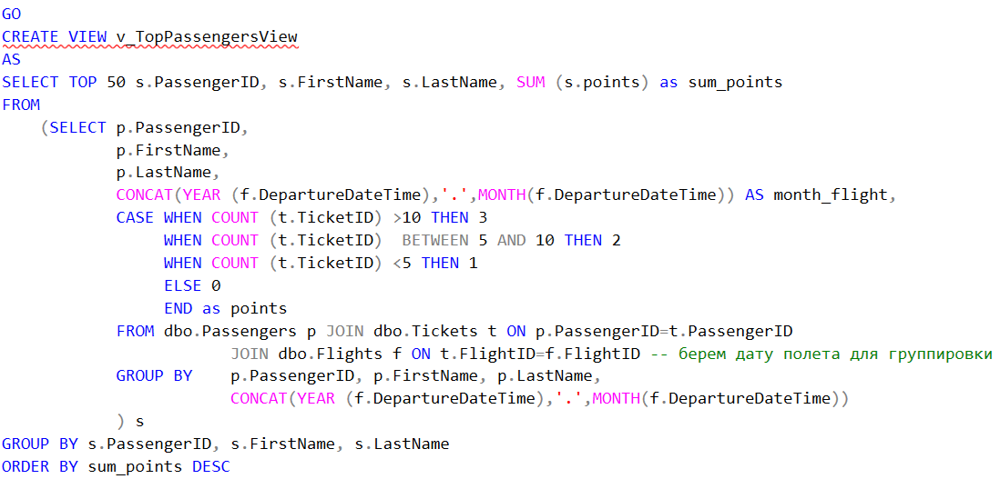 GO
CREATE VIEW v_TopPassengersView
AS
SELECT TOP 50 s.PassengerID, s.FirstName, s.LastName, SUM (s.points) as sum_points
FROM
(SELECT p.PassengerID,
p.FirstName,
p.LastName,
CONCAT(YEAR (f.DepartureDateTime),'.',MONTH(f.DepartureDateTime)) AS month_flight,
CASE WHEN COUNT (t.TicketID) >10 THEN 3
WHEN COUNT (t.TicketID)  BETWEEN 5 AND 10 THEN 2
WHEN COUNT (t.TicketID) <5 THEN 1
ELSE 0
END as points
FROM dbo.Passengers p JOIN dbo.Tickets t ON p.PassengerID=t.PassengerID
JOIN dbo.Flights f ON t.FlightID=f.FlightID -- берем дату полета для группировки
GROUP BY    p.PassengerID, p.FirstName, p.LastName,
CONCAT(YEAR (f.DepartureDateTime),'.',MONTH(f.DepartureDateTime))
) s
GROUP BY s.PassengerID, s.FirstName, s.LastName
ORDER BY sum_points DESC